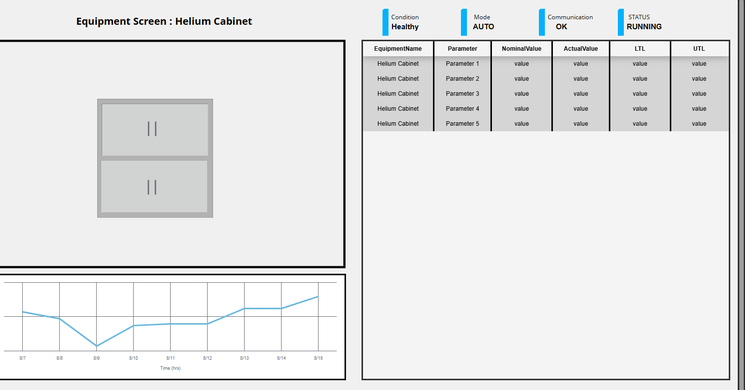 Equipment Screen : Helium Cabinet
Condition Mode Communication STATUS
Healthy AUTO OK RUNNING
EquipmentName Parameter NominalValue ActualValue LTL UTL
Helium Cabinet Parameter 1 value value value value
Helium Cabinet Parameter 2 value value value value
Helium Cabinet Parameter 3 value value value value
Helium Cabinet Parameter 4 value value value value
Helium Cabinet Parameter 5 value value value value
8/7 8/8 8/9 8/10 8/11 8/12 8/13 8/14 8/15
Time (hrs)